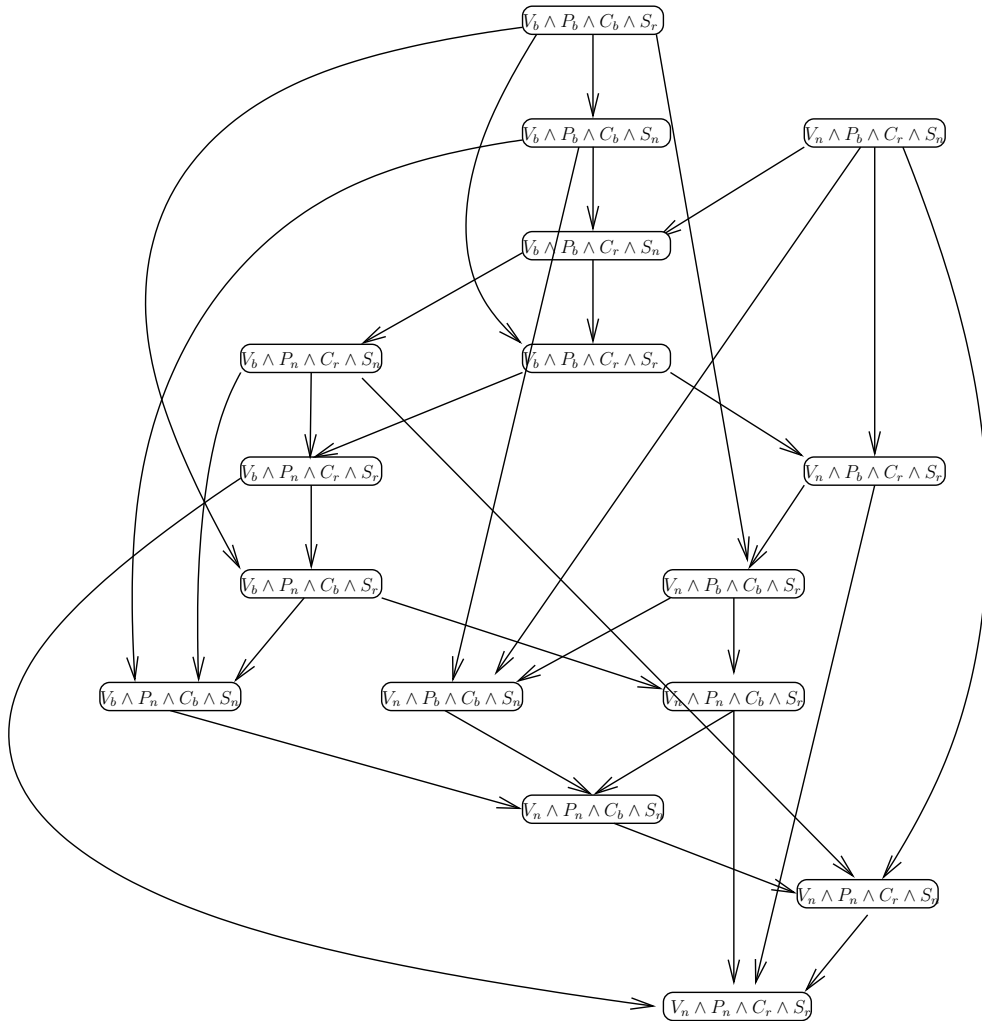 V_b ∧ P_b ∧ C_b ∧ S_r
V_b ∧ P_b ∧ C_b ∧ S_n
V_n ∧ P_b ∧ C_r ∧ S_n
V_b ∧ P_b ∧ C_r ∧ S_n
V_b ∧ P_n ∧ C_r ∧ S_n
V_b ∧ P_b ∧ C_r ∧ S_r
V_b ∧ P_n ∧ C_r ∧ S_r
V_n ∧ P_b ∧ C_r ∧ S_r
V_b ∧ P_n ∧ C_b ∧ S_r
V_n ∧ P_b ∧ C_b ∧ S_r
V_b ∧ P_n ∧ C_b ∧ S_n
V_n ∧ P_b ∧ C_b ∧ S_n
V_n ∧ P_n ∧ C_b ∧ S_r
V_n ∧ P_n ∧ C_b ∧ S_n
V_n ∧ P_n ∧ C_r ∧ S_n
V_n ∧ P_n ∧ C_r ∧ S_r